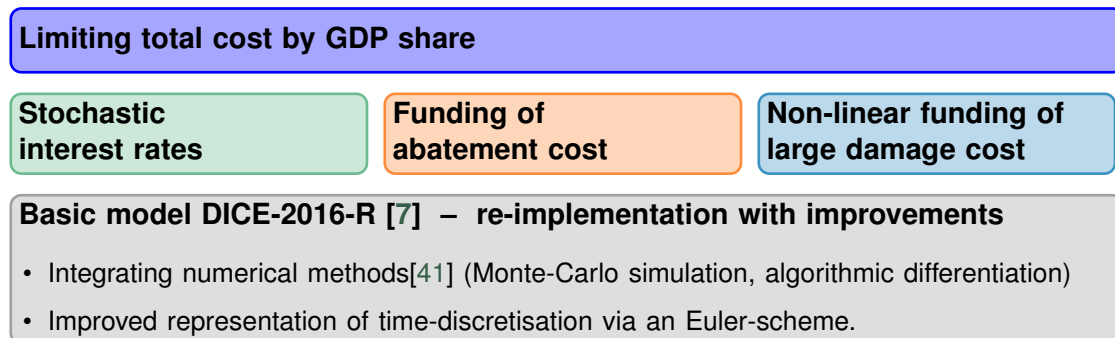 Limiting total cost by GDP share
Stochastic
interest rates
Funding of
abatement cost
Non-linear funding of
large damage cost
Basic model DICE-2016-R [7] – re-implementation with improvements
• Integrating numerical methods[41] (Monte-Carlo simulation, algorithmic differentiation)
• Improved representation of time-discretisation via an Euler-scheme.